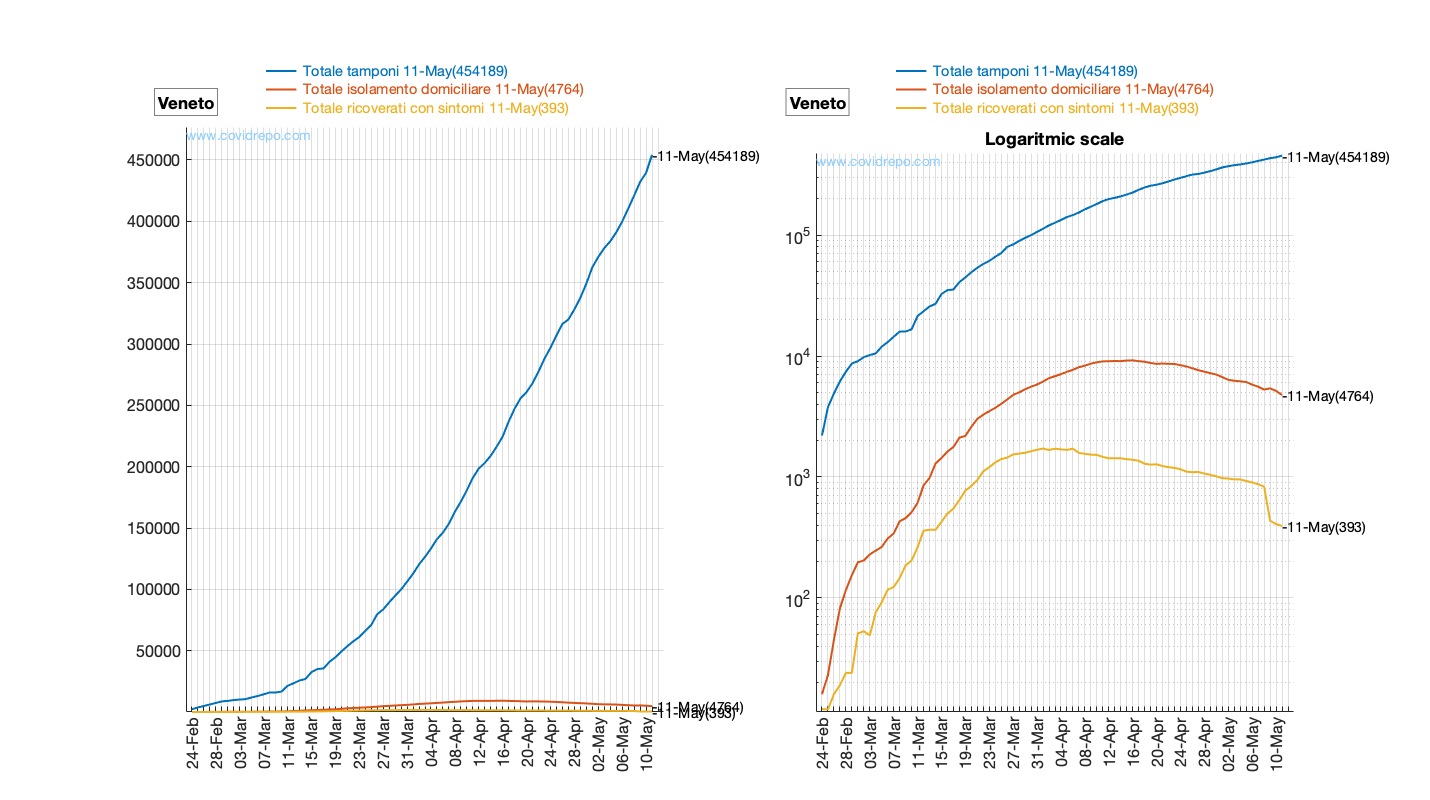 Totale tamponi 11-May(454189)
Totale isolamento domiciliare 11-May(4764)
Totale ricoverati con sintomi 11-May(393)
Veneto
www.covidrepo.com
450000
400000
350000
300000
250000
200000
150000
100000
50000
11-May(454189)
11-May(4764)
11-May(393)
24-Feb
28-Feb
03-Mar
07-Mar
11-Mar
15-Mar
19-Mar
23-Mar
27-Mar
31-Mar
04-Apr
08-Apr
12-Apr
16-Apr
20-Apr
24-Apr
28-Apr
02-May
06-May
10-May
Totale tamponi 11-May(454189)
Totale isolamento domiciliare 11-May(4764)
Totale ricoverati con sintomi 11-May(393)
Veneto
Logaritmic scale
www.covidrepo.com
10^5
10^4
10^3
10^2
11-May(454189)
11-May(4764)
11-May(393)
24-Feb
28-Feb
03-Mar
07-Mar
11-Mar
15-Mar
19-Mar
23-Mar
27-Mar
31-Mar
04-Apr
08-Apr
12-Apr
16-Apr
20-Apr
24-Apr
28-Apr
02-May
06-May
10-May